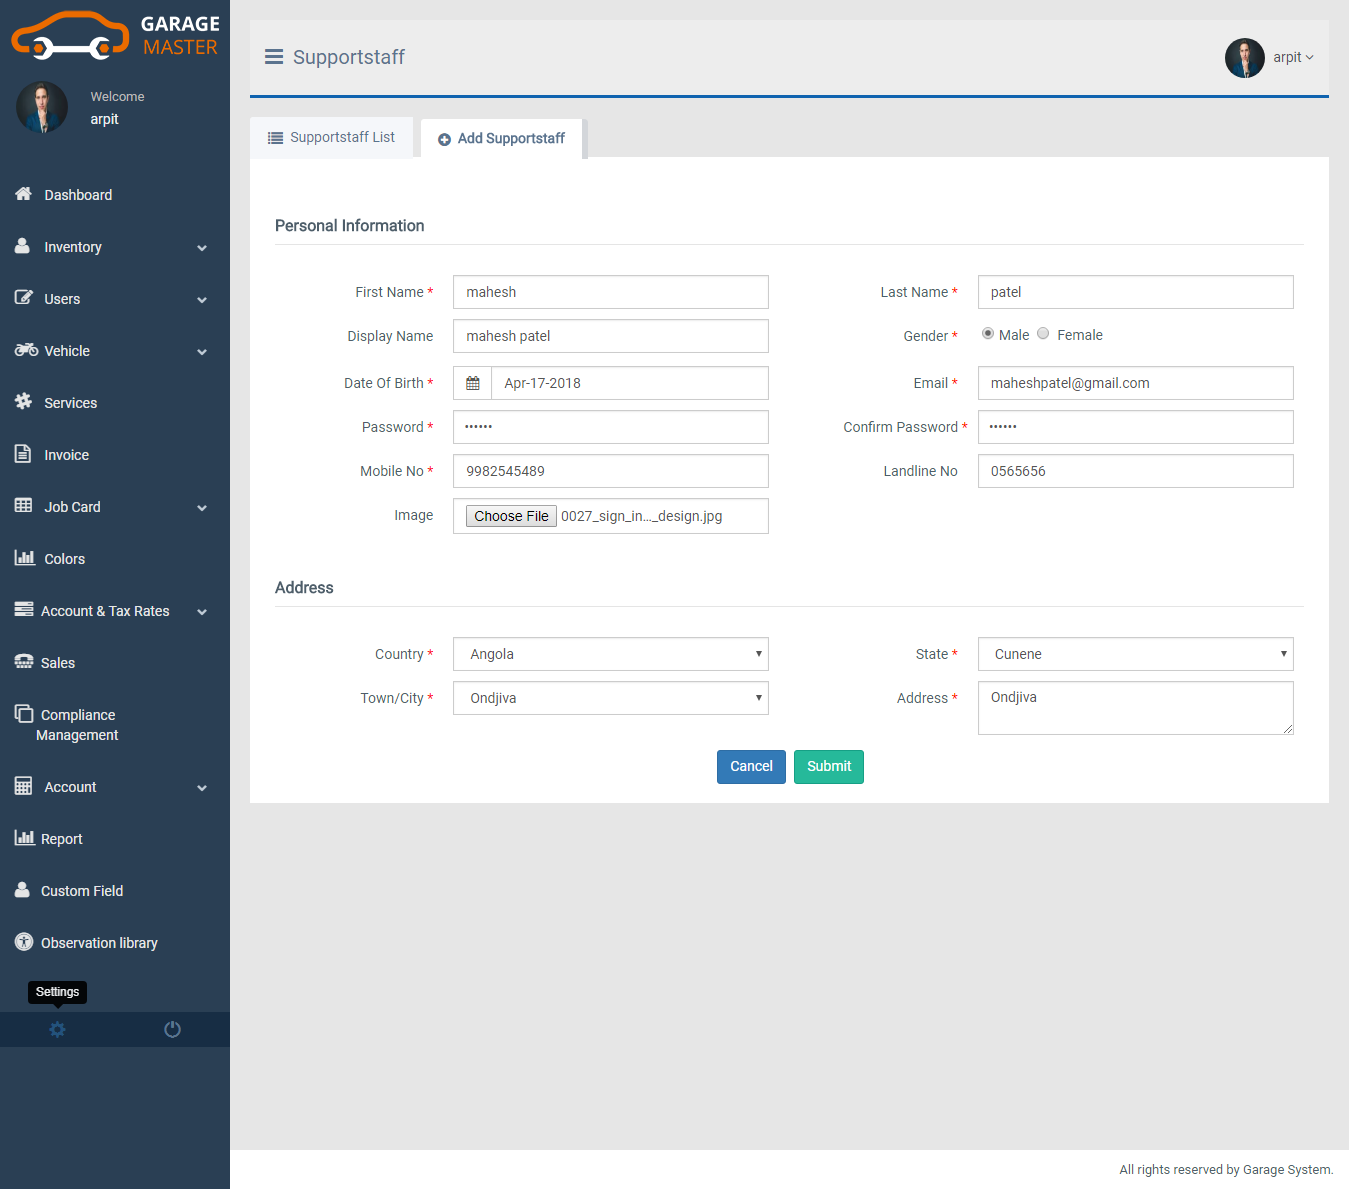 GARAGE
MASTER
Welcome
arpit
Dashboard
Inventory
Users
Vehicle
Services
Invoice
Job Card
Colors
Account & Tax Rates
Sales
Compliance
Management
Account
Report
Custom Field
Observation library
Settings
Supportstaff
arpit
Supportstaff List
Add Supportstaff
Personal Information
First Name * mahesh
Last Name * patel
Display Name mahesh patel
Gender * Male Female
Date Of Birth * Apr-17-2018
Email * maheshpatel@gmail.com
Password * ••••••
Confirm Password * ••••••
Mobile No * 9982545489
Landline No 0565656
Image Choose File 0027_sign_in..._design.jpg
Address
Country * Angola
State * Cunene
Town/City * Ondjiva
Address * Ondjiva
Cancel Submit
All rights reserved by Garage System.